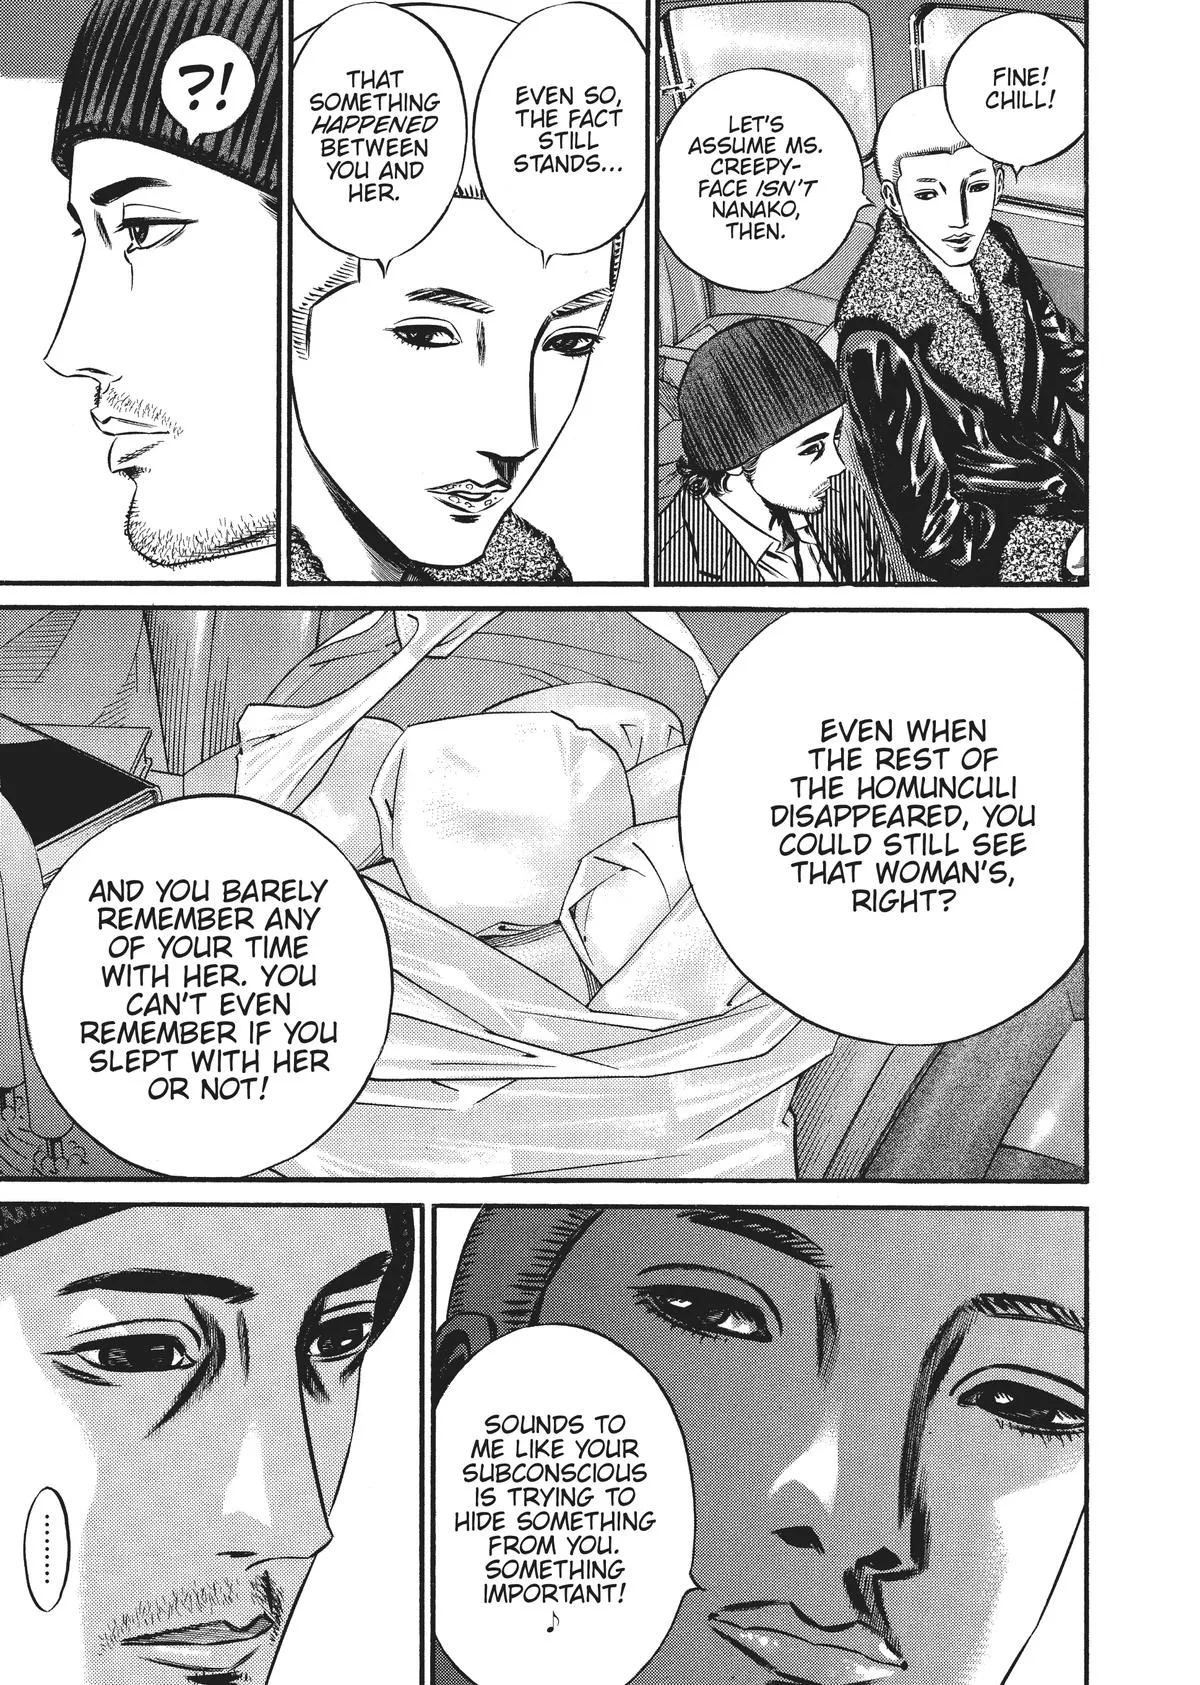 FINE!
CHILL!
LET'S
ASSUME MS.
CREEPY-
FACE ISN'T
NANAKO,
THEN.
EVEN SO,
THE FACT
STILL
STANDS...
THAT
SOMETHING
HAPPENED
BETWEEN
YOU AND
HER.
?!
EVEN WHEN
THE REST OF
THE HOMUNCULI
DISAPPEARED, YOU
COULD STILL SEE
THAT WOMAN'S,
RIGHT?
AND YOU BARELY
REMEMBER ANY
OF YOUR TIME
WITH HER. YOU
CAN'T EVEN
REMEMBER IF YOU
SLEPT WITH HER
OR NOT!
SOUNDS TO
ME LIKE YOUR
SUBCONSCIOUS
IS TRYING TO
HIDE SOMETHING
FROM YOU.
SOMETHING
IMPORTANT!
♪
.........